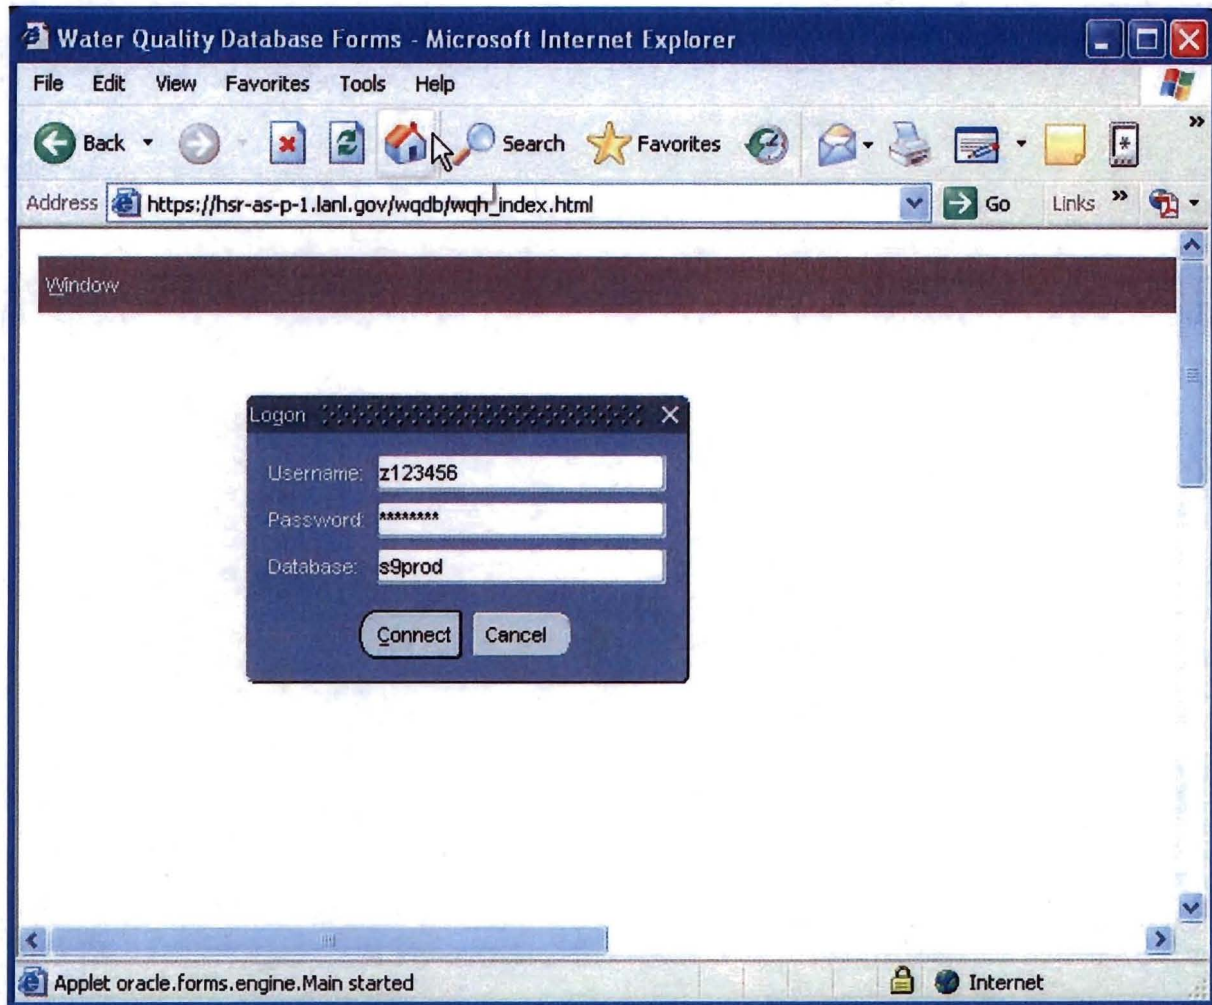 Water Quality Database Forms - Microsoft Internet Explorer
File Edit View Favorites Tools Help
Back Search Favorites
Address https://hsr-as-p-1.lanl.gov/wqdb/wqh_index.html Go Links
Window
Logon
Username: z123456
Password: ********
Database: s9prod
Connect Cancel
Applet oracle.forms.engine.Main started Internet